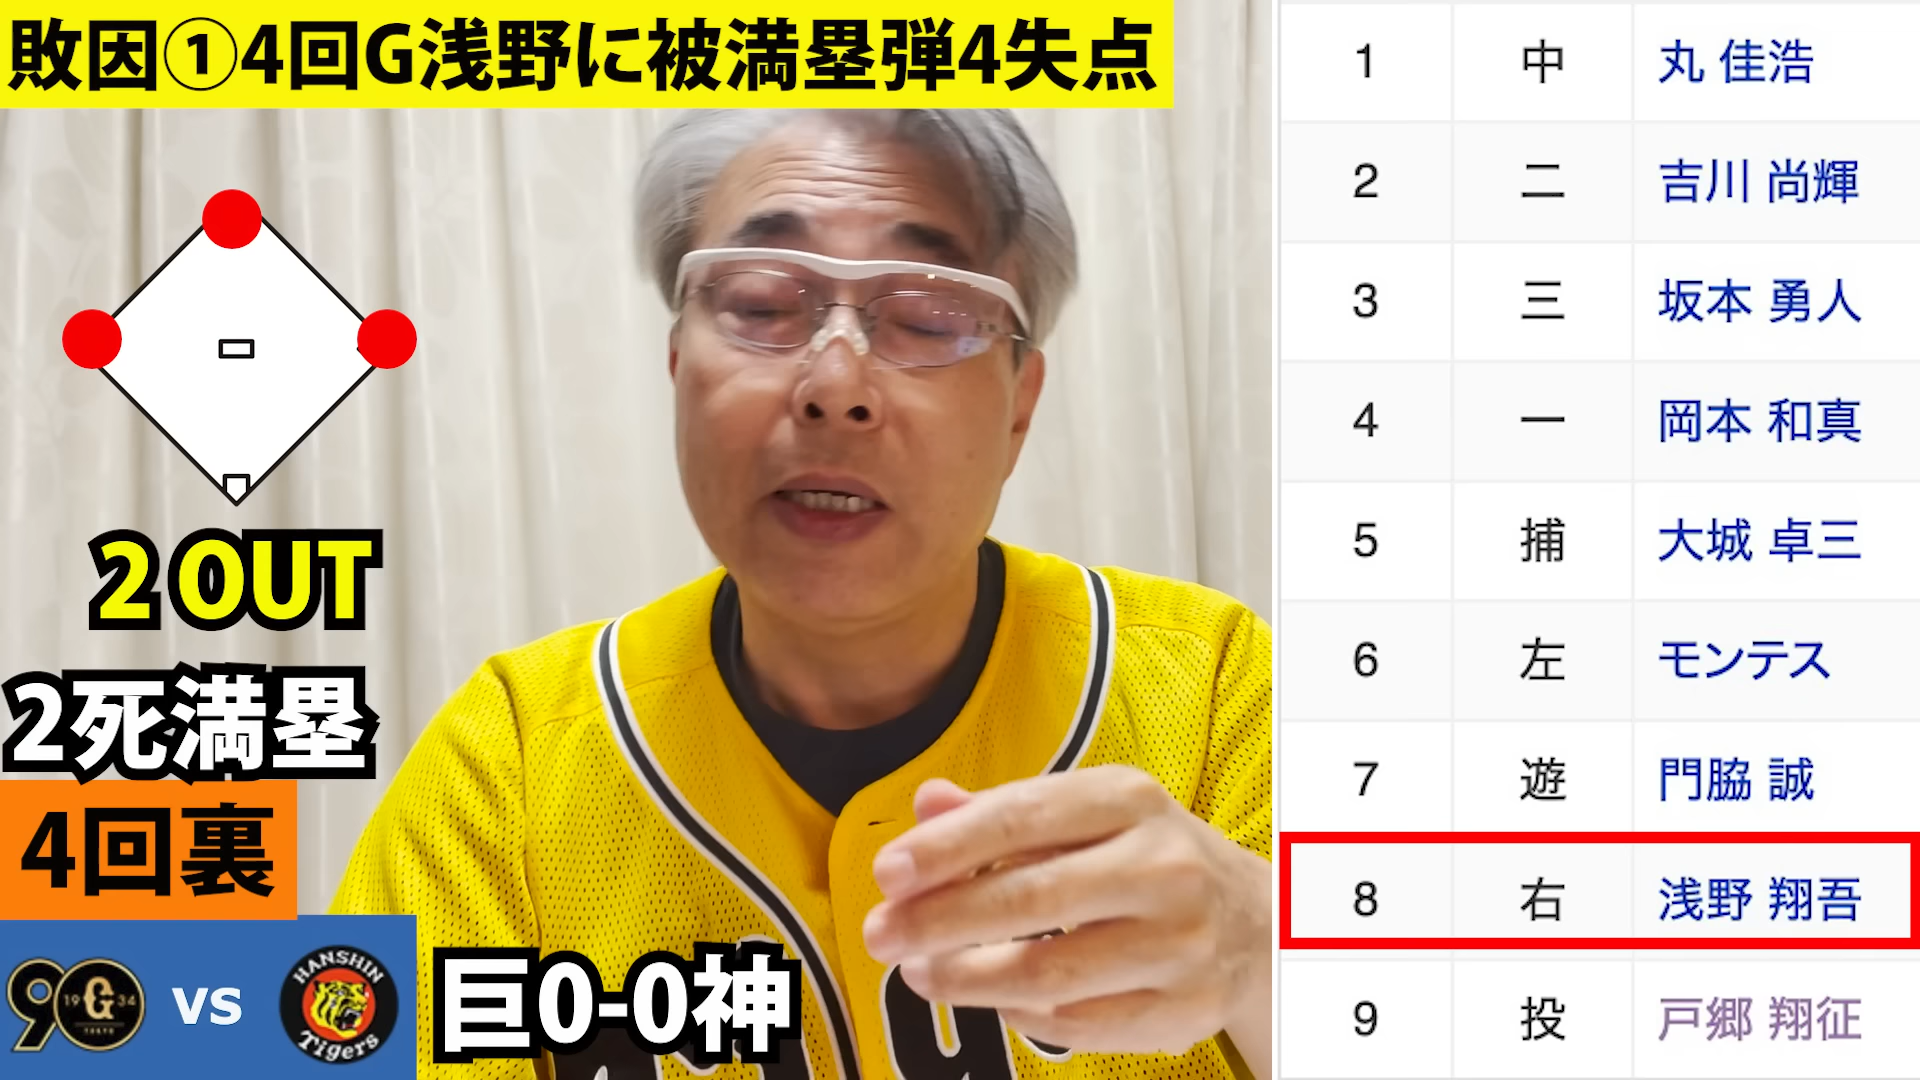 敗因①4回G浅野に被満塁弾4失点
2 OUT
2死満塁
4回裏
1934
G
TOKYO
vs
HANSHIN
Tigers
巨0-0神
1 中 丸 佳浩
2 二 吉川 尚輝
3 三 坂本 勇人
4 一 岡本 和真
5 捕 大城 卓三
6 左 モンテス
7 遊 門脇 誠
8 右 浅野 翔吾
9 投 戸郷 翔征